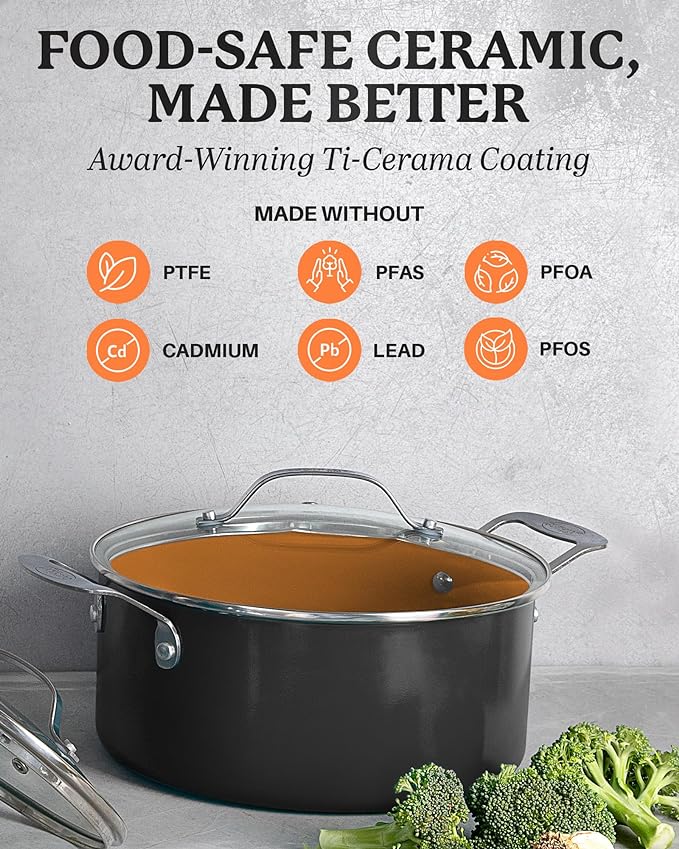 FOOD-SAFE CERAMIC,
MADE BETTER
Award-Winning Ti-Cerama Coating
MADE WITHOUT
PTFE
PFAS
PFOA
Cd
CADMIUM
Pb
LEAD
PFOS